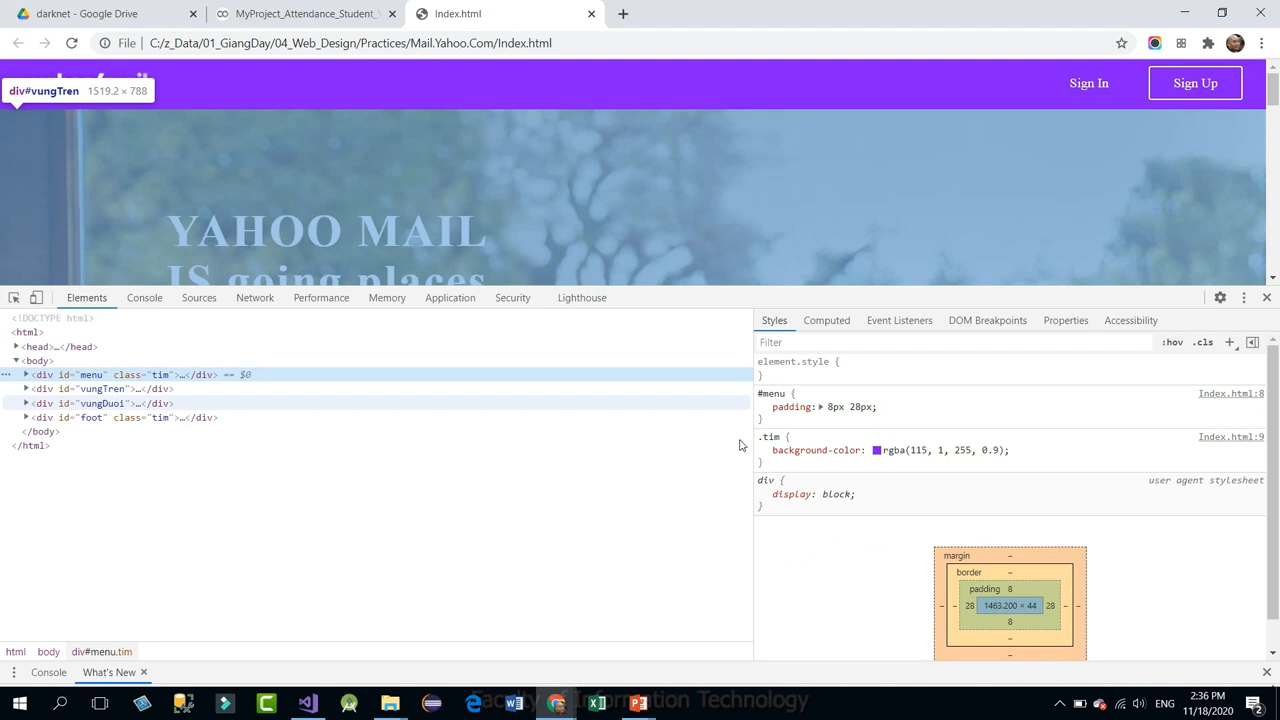 darknet - Google Drive
MyProject_Attendance_Student_
Index.html
File
C:/z_Data/01_GiangDay/04_Web_Design/Practices/Mail.Yahoo.Com/Index.html
div#vungTren 1519.2 × 788
Sign In
Sign Up
YAHOO MAIL
IS going places
Elements Console Sources Network Performance Memory Application Security Lighthouse
<!DOCTYPE html>
<html>
<head>…</head>
<body>
<div id="menu" class="tim">…</div> == $0
<div id="vungTren">…</div>
<div id="vungDuoi">…</div>
<div id="foot" class="tim">…</div>
</body>
</html>
Styles Computed Event Listeners DOM Breakpoints Properties Accessibility
Filter
:hov .cls
element.style {
}
#menu { Index.html:8
padding: 8px 28px;
}
.tim { Index.html:9
background-color: rgba(115, 1, 255, 0.9);
}
div { user agent stylesheet
display: block;
}
margin –
border –
padding 8
– – 28 1463.200 × 44 28 – –
8
–
–
html body div#menu.tim
Console What's New
Faculty of Information Technology
ENG
2:36 PM
11/18/2020
2